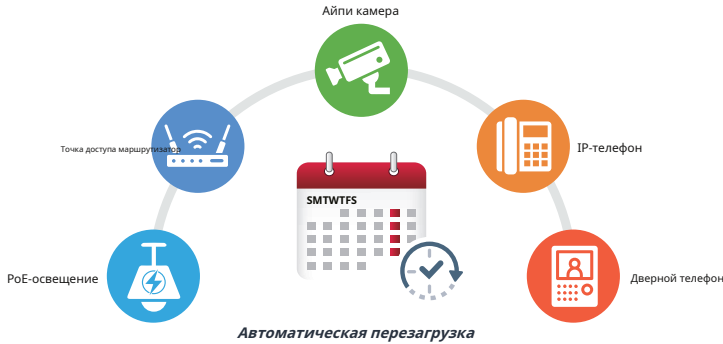 Айпи камера
Точка доступа маршрутизатор
IP-телефон
SMTWTFS
PoE-освещение
Дверной телефон
Автоматическая перезагрузка